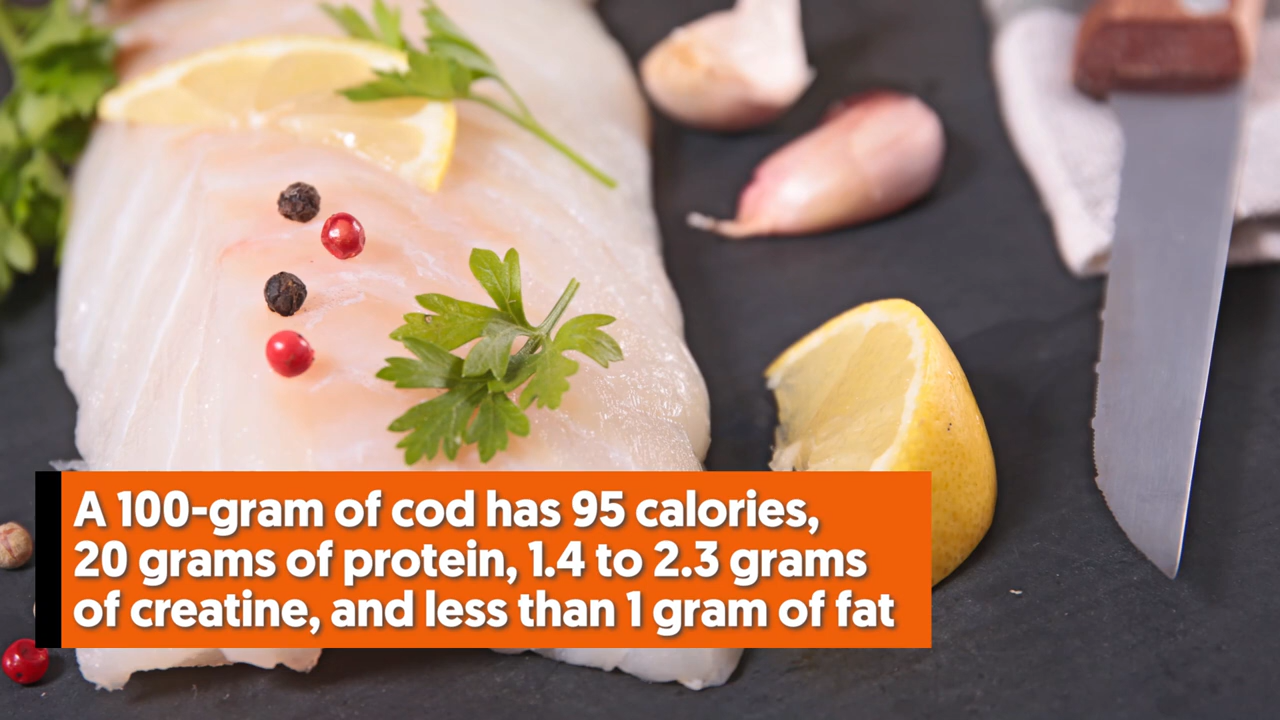 A 100-gram of cod has 95 calories,
20 grams of protein, 1.4 to 2.3 grams
of creatine, and less than 1 gram of fat